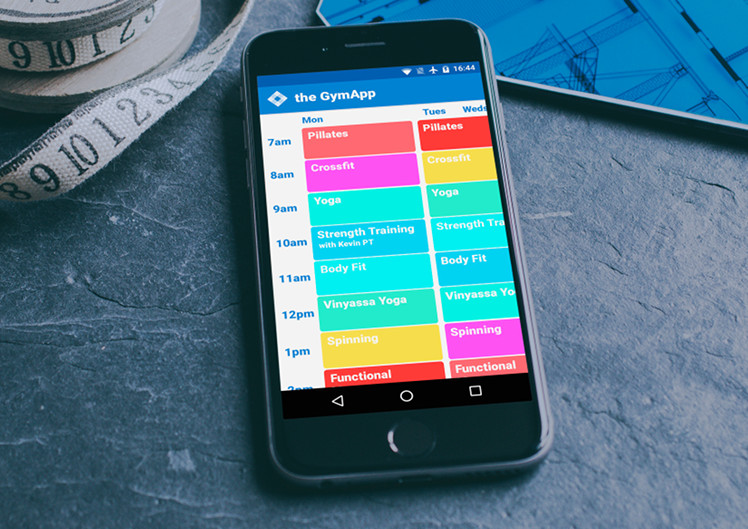 16:44
the GymApp
Mon Tues Weds
7am Pillates Pillates
8am Crossfit Crossfit
9am Yoga Yoga
10am Strength Training Strength Tra
with Kevin PT
11am Body Fit Body Fit
12pm Vinyassa Yoga Vinyassa Yo
1pm Spinning Spinning
2pm Functional Functional
9 10 1 2
8 9 10 1 2 3 4